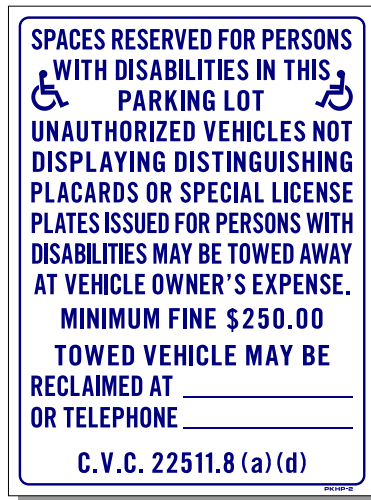 SPACES RESERVED FOR PERSONS
WITH DISABILITIES IN THIS
PARKING LOT
UNAUTHORIZED VEHICLES NOT
DISPLAYING DISTINGUISHING
PLACARDS OR SPECIAL LICENSE
PLATES ISSUED FOR PERSONS WITH
DISABILITIES MAY BE TOWED AWAY
AT VEHICLE OWNER'S EXPENSE.
MINIMUM FINE $250.00
TOWED VEHICLE MAY BE
RECLAIMED AT
OR TELEPHONE
C.V.C. 22511.8 (a) (d)
PKHP-2